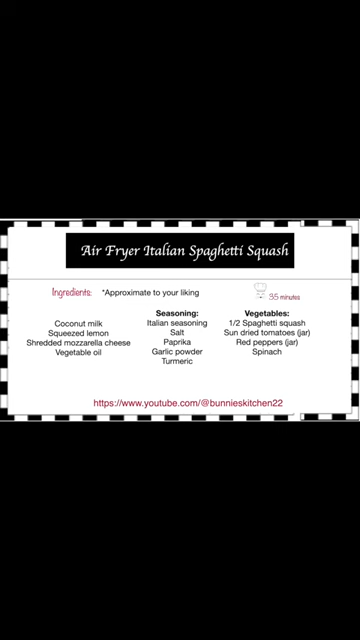 Air Fryer Italian Spaghetti Squash
Ingredients: *Approximate to your liking
35 minutes
Coconut milk
Squeezed lemon
Shredded mozzarella cheese
Vegetable oil
Seasoning:
Italian seasoning
Salt
Paprika
Garlic powder
Turmeric
Vegetables:
1/2 Spaghetti squash
Sun dried tomatoes (jar)
Red peppers (jar)
Spinach
https://www.youtube.com/@bunnieskitchen22